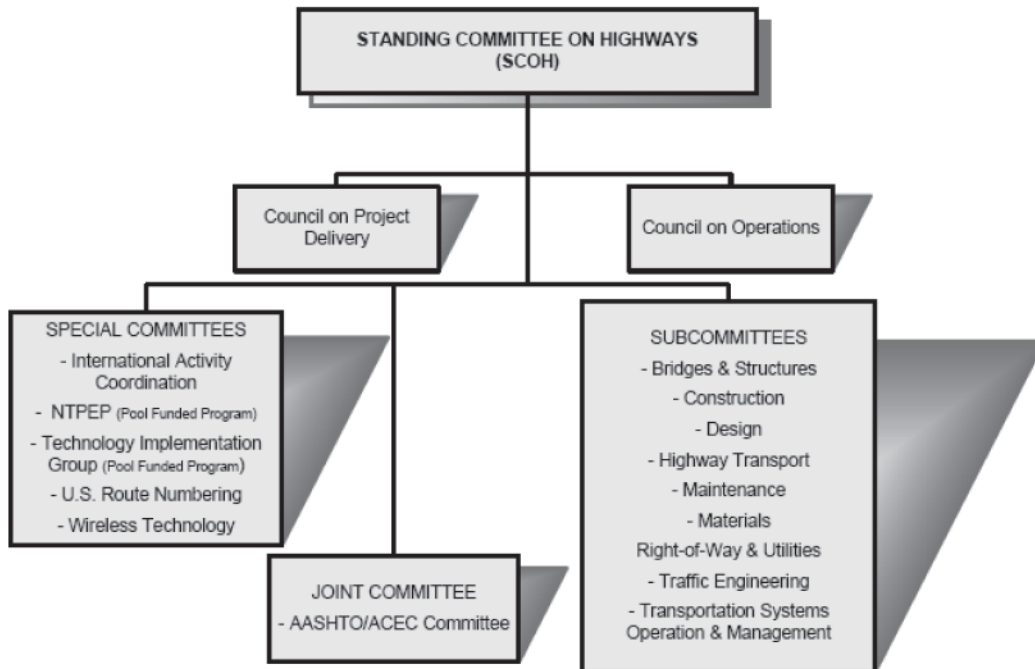 STANDING COMMITTEE ON HIGHWAYS
(SCOH)
Council on Project
Delivery
Council on Operations
SPECIAL COMMITTEES
- International Activity
Coordination
- NTPEP (Pool Funded Program)
- Technology Implementation
Group (Pool Funded Program)
- U.S. Route Numbering
- Wireless Technology
JOINT COMMITTEE
- AASHTO/ACEC Committee
SUBCOMMITTEES
- Bridges & Structures
- Construction
- Design
- Highway Transport
- Maintenance
- Materials
Right-of-Way & Utilities
- Traffic Engineering
- Transportation Systems
Operation & Management